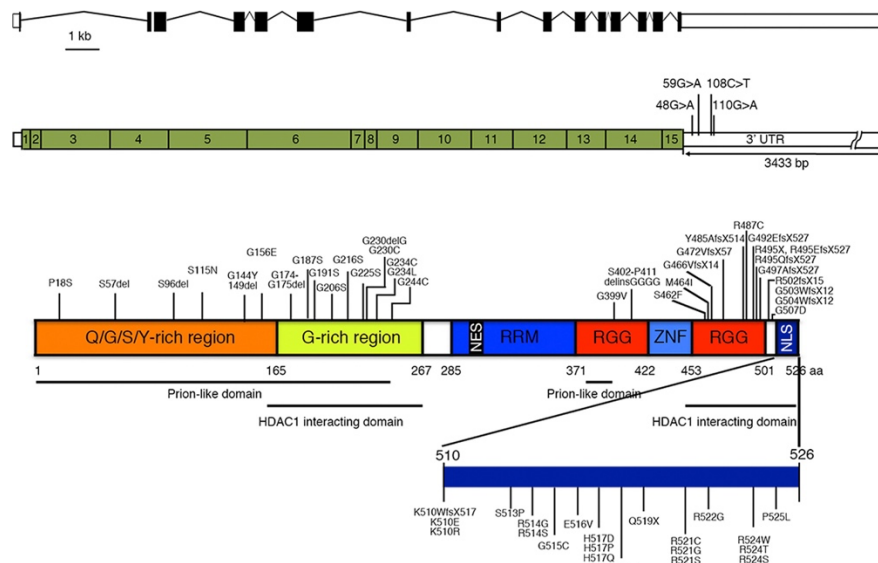 1 kb
59G>A 108C>T
48G>A 110G>A
1 2 3 4 5 6 7 8 9 10 11 12 13 14 15 3' UTR
3433 bp
R487C
G230delG
G230C
Y485AfsX514 G492EfsX527
G156E
G472VfsX57 R495X, R495EfsX527
S115N
G187S G216S G234C
S402-P411
delinsGGGG
G466VfsX14 R495QfsX527
G144Y
149del
G174-
G175del
G191S G225S G234L
M464I G497AfsX527
P18S S57del S96del
G206S G244C
G399V
S462F
R502fsX15
G503WfsX12
G504WfsX12
G507D
Q/G/S/Y-rich region G-rich region NES RRM RGG ZNF RGG NLS
1 165 267 285 371 422 453 501 526 aa
Prion-like domain Prion-like domain
HDAC1 interacting domain HDAC1 interacting domain
510 526
K510WfsX517
K510E
K510R
S513P
R514G
R514S
G515C
E516V
H517D
H517P
H517Q
Q519X
R521C
R521G
R521S
R522G
R524W
R524T
R524S
P525L